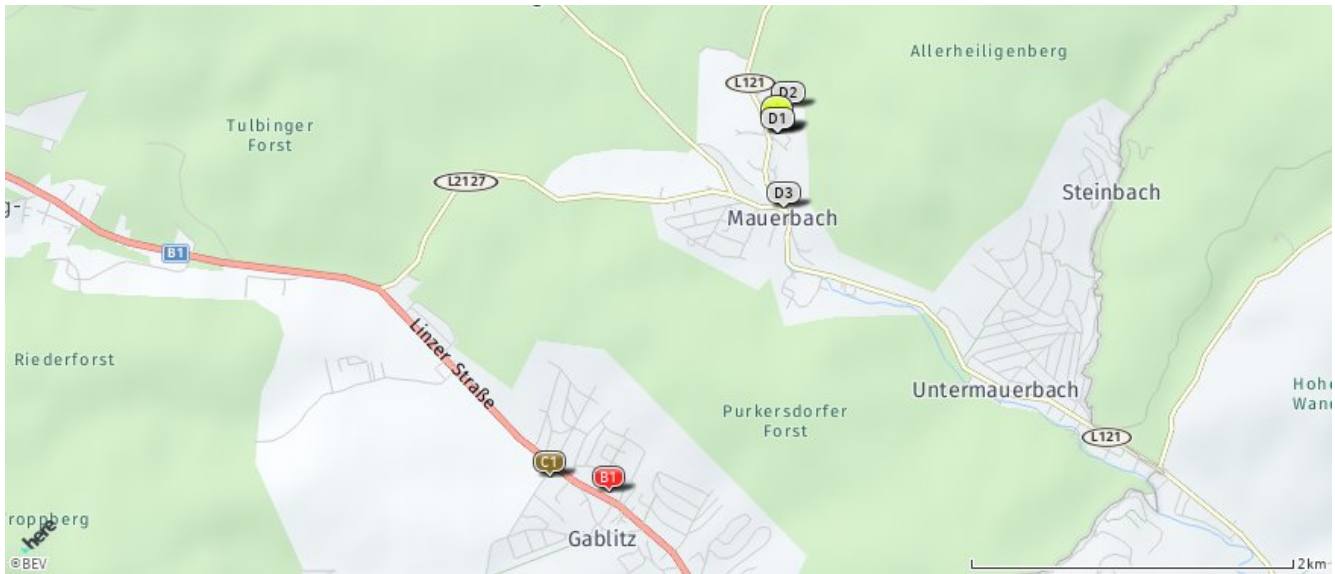 Allerheiligenberg
L121
D2
D1
Tulbinger
Forst
L2127
D3
Steinbach
Mauerbach
B1
Linzer Straße
Riederforst
Untermauerbach
Purkersdorfer
Forst
L121
C1
B1
Gablitz
here
2km
©BEV